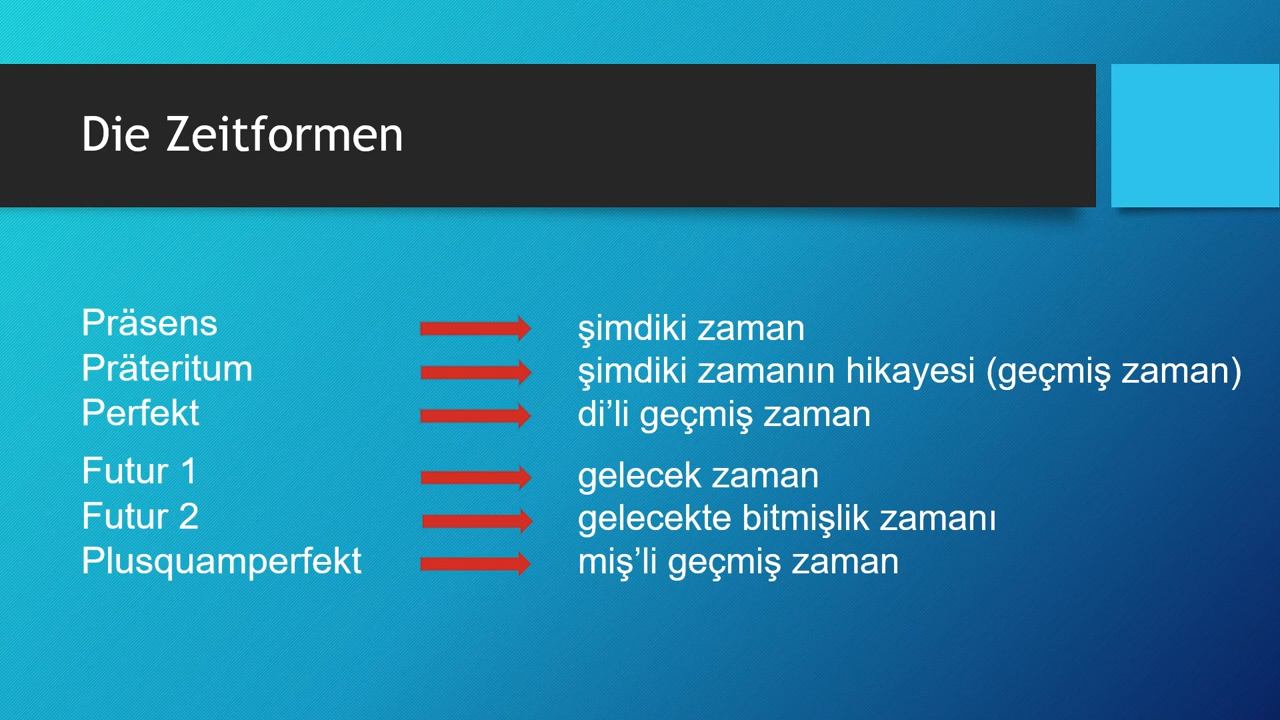 Die Zeitformen
Präsens şimdiki zaman
Präteritum şimdiki zamanın hikayesi (geçmiş zaman)
Perfekt di’li geçmiş zaman
Futur 1 gelecek zaman
Futur 2 gelecekte bitmişlik zamanı
Plusquamperfekt miş’li geçmiş zaman